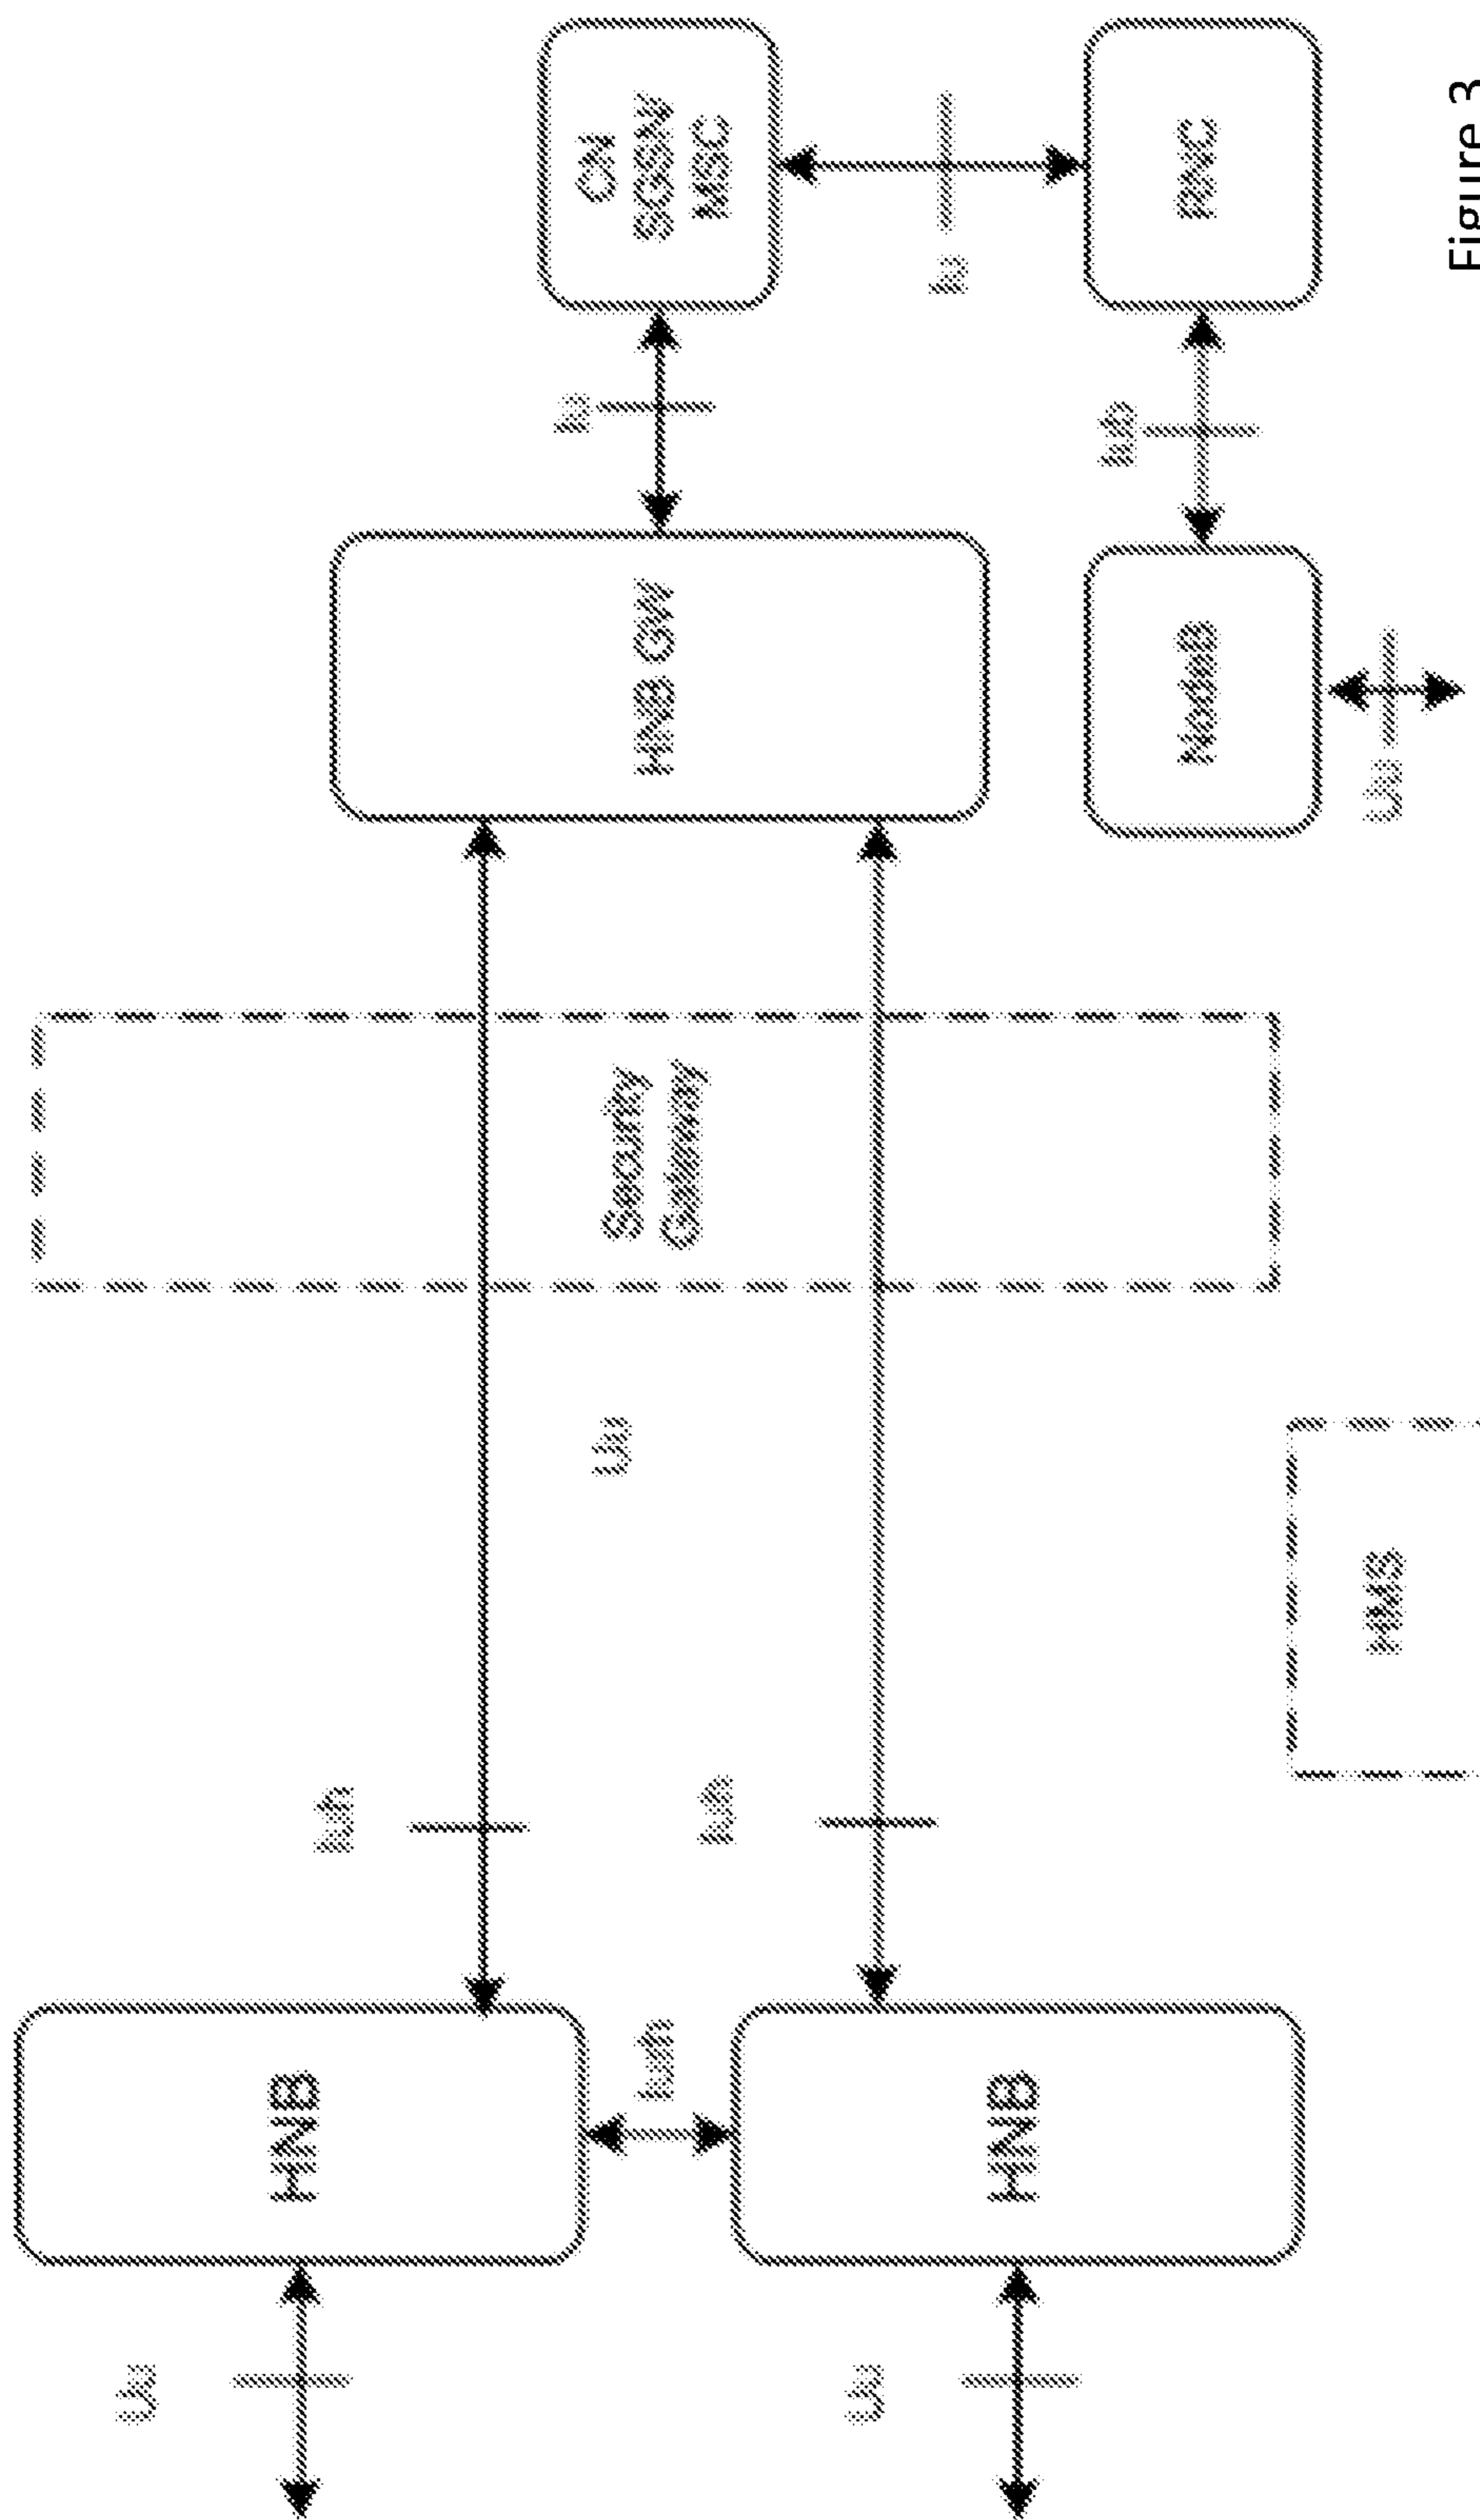 Uu
HNB
Iuh
Iurh
Iuh
Uu
HNB
Uu
Security
Gateway
HNB GW
Iu
CN
SGSN
MSC
Iu
Iub
NodeB
RNC
Uu
HMS
Figure 3